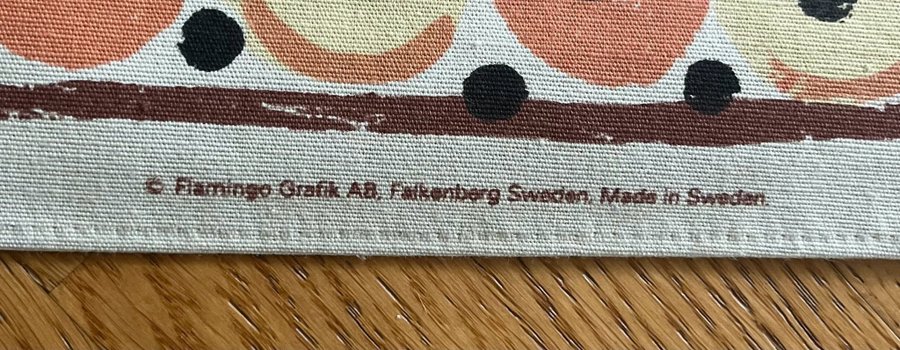 © Flamingo Grafik AB, Falkenberg Sweden. Made in Sweden.